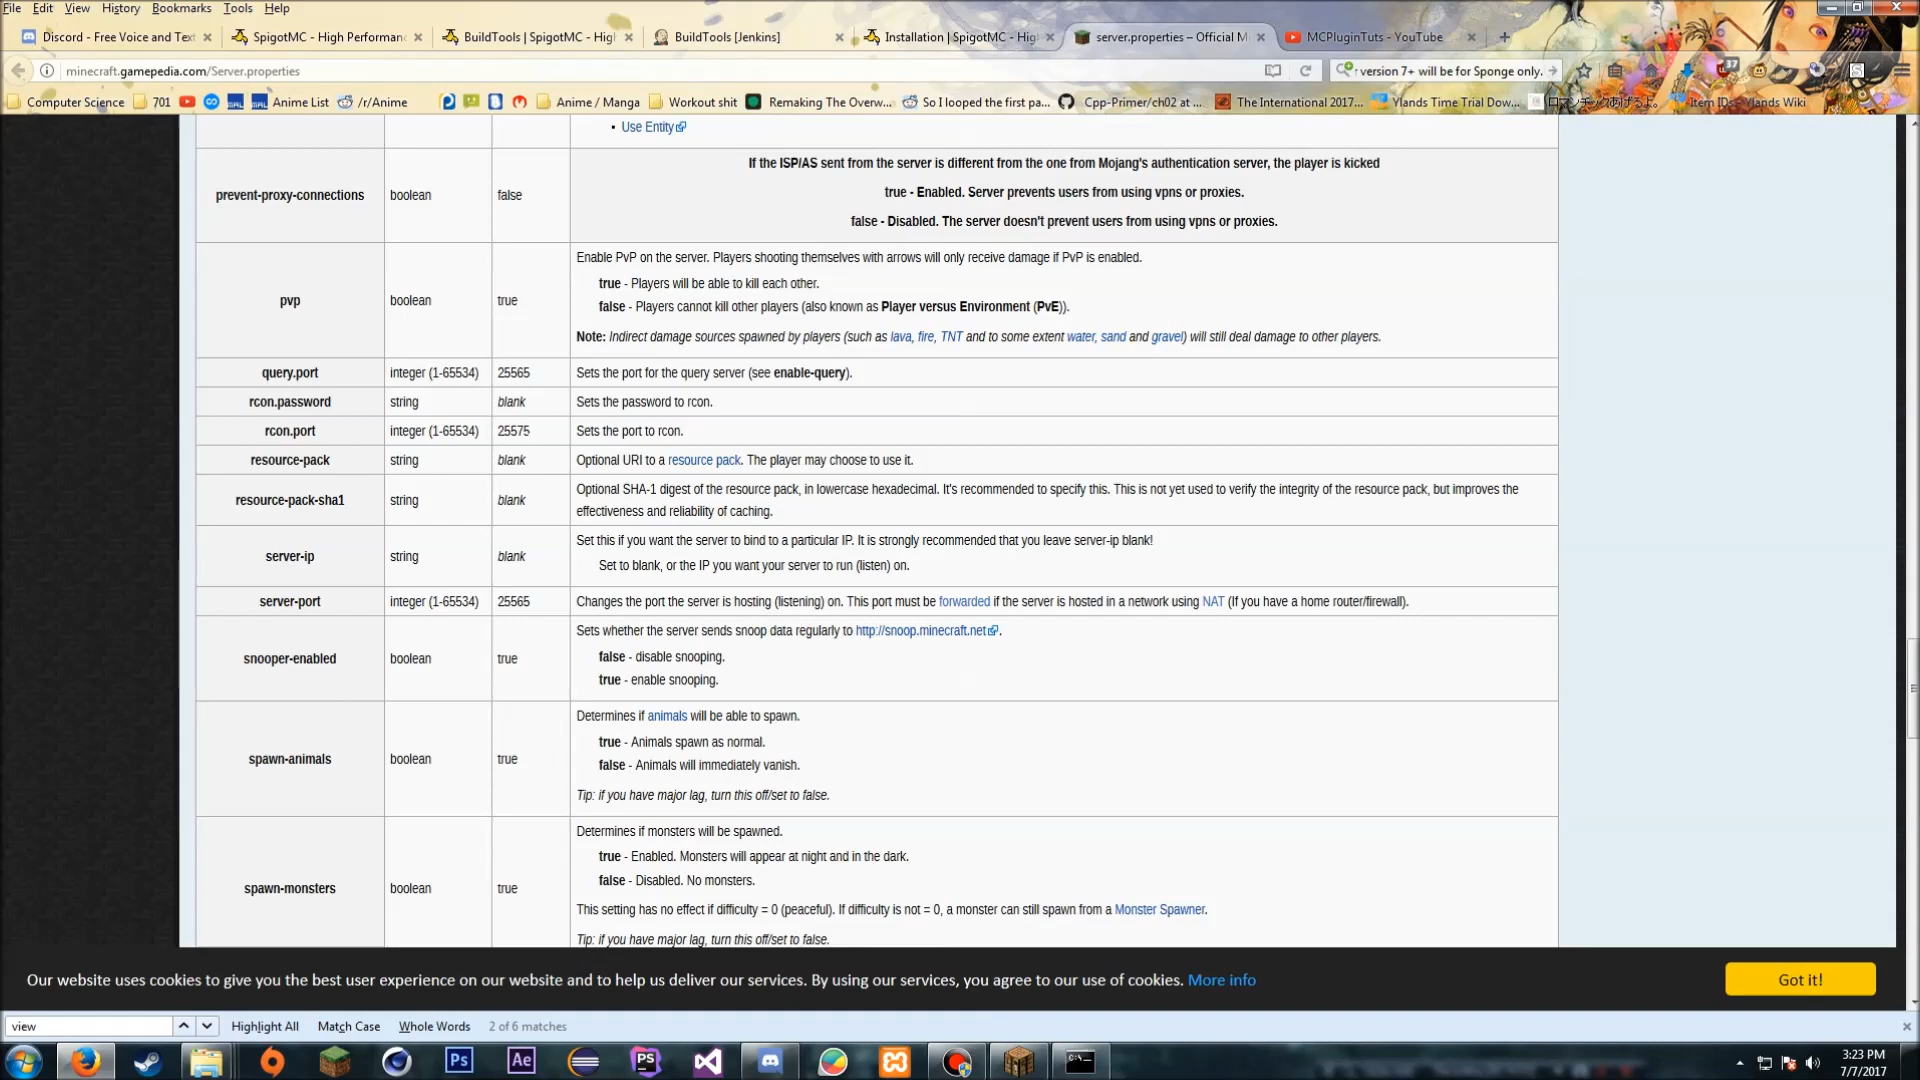 File Edit View History Bookmarks Tools Help
Discord - Free Voice and Text
SpigotMC - High Performan
BuildTools | SpigotMC - High
BuildTools [Jenkins]
Installation | SpigotMC - Hig
server.properties – Official M
MCPluginTuts - YouTube
minecraft.gamepedia.com/Server.properties
version 7+ will be for Sponge only.
37
Computer Science
701
Anime List
/r/Anime
Anime / Manga
Workout shit
Remaking The Overw...
So I looped the first pa...
Cpp-Primer/ch02 at ...
The International 2017...
Ylands Time Trial Dow...
ロマンチックあげるよ。
Item IDs - Ylands Wiki
• Use Entity
prevent-proxy-connections
boolean
false
If the ISP/AS sent from the server is different from the one from Mojang's authentication server, the player is kicked
true - Enabled. Server prevents users from using vpns or proxies.
false - Disabled. The server doesn't prevent users from using vpns or proxies.
pvp
boolean
true
Enable PvP on the server. Players shooting themselves with arrows will only receive damage if PvP is enabled.
true - Players will be able to kill each other.
false - Players cannot kill other players (also known as Player versus Environment (PvE)).
Note: Indirect damage sources spawned by players (such as lava, fire, TNT and to some extent water, sand and gravel) will still deal damage to other players.
query.port
integer (1-65534)
25565
Sets the port for the query server (see enable-query).
rcon.password
string
blank
Sets the password to rcon.
rcon.port
integer (1-65534)
25575
Sets the port to rcon.
resource-pack
string
blank
Optional URI to a resource pack. The player may choose to use it.
resource-pack-sha1
string
blank
Optional SHA-1 digest of the resource pack, in lowercase hexadecimal. It's recommended to specify this. This is not yet used to verify the integrity of the resource pack, but improves the
effectiveness and reliability of caching.
server-ip
string
blank
Set this if you want the server to bind to a particular IP. It is strongly recommended that you leave server-ip blank!
Set to blank, or the IP you want your server to run (listen) on.
server-port
integer (1-65534)
25565
Changes the port the server is hosting (listening) on. This port must be forwarded if the server is hosted in a network using NAT (If you have a home router/firewall).
snooper-enabled
boolean
true
Sets whether the server sends snoop data regularly to http://snoop.minecraft.net.
false - disable snooping.
true - enable snooping.
spawn-animals
boolean
true
Determines if animals will be able to spawn.
true - Animals spawn as normal.
false - Animals will immediately vanish.
Tip: if you have major lag, turn this off/set to false.
spawn-monsters
boolean
true
Determines if monsters will be spawned.
true - Enabled. Monsters will appear at night and in the dark.
false - Disabled. No monsters.
This setting has no effect if difficulty = 0 (peaceful). If difficulty is not = 0, a monster can still spawn from a Monster Spawner.
Tip: if you have major lag, turn this off/set to false.
Our website uses cookies to give you the best user experience on our website and to help us deliver our services. By using our services, you agree to our use of cookies. More info
Got it!
view
Highlight All
Match Case
Whole Words
2 of 6 matches
Ps
Ae
PS
3:23 PM
7/7/2017